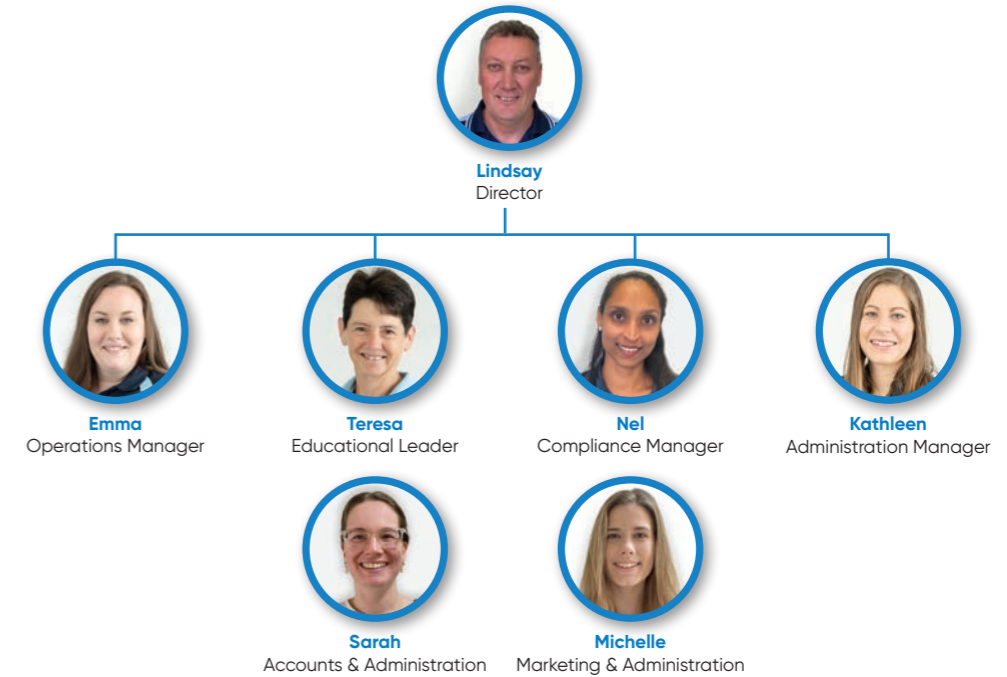 Lindsay
Director
Emma
Operations Manager
Teresa
Educational Leader
Nel
Compliance Manager
Kathleen
Administration Manager
Sarah
Accounts & Administration
Michelle
Marketing & Administration